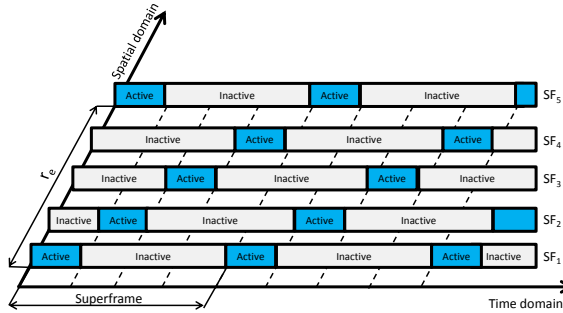 Spatial domain
Active Inactive Active Inactive SF5
Inactive Active Inactive Active SF4
Inactive Active Inactive Active Inactive SF3
Inactive Active Inactive Active Inactive SF2
Active Inactive Active Inactive Active Inactive SF1
re
Superframe
Time domain